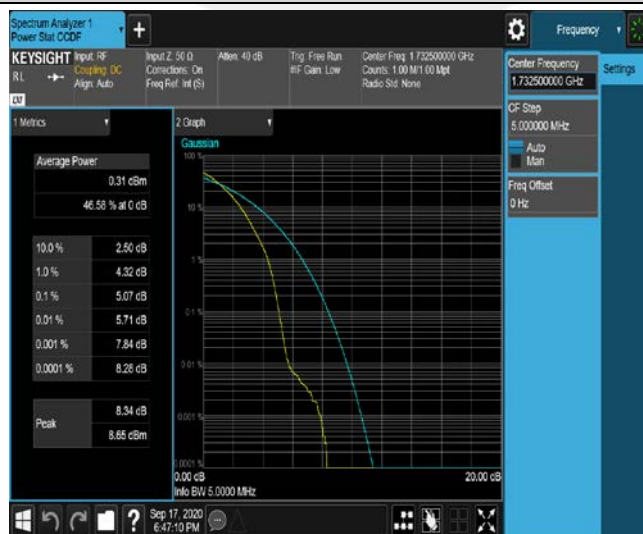 Spectrum Analyzer 1
Power Stat CCDF
+
Frequency
KEYSIGHT
RL
Input: RF
Coupling: DC
Align: Auto
Input Z: 50 Ω
Corrections: On
Freq Ref: Int (S)
Atten: 40 dB
Trig: Free Run
#IF Gain: Low
Center Freq: 1.732500000 GHz
Counts: 1.00 M/1.00 Mpt
Radio Std: None
LXI
Center Frequency
1.732500000 GHz
Settings
CF Step
5.000000 MHz
Auto
Man
Freq Offset
0 Hz
1 Metrics
Average Power
0.31 dBm
46.58 % at 0 dB
10.0 % 2.50 dB
1.0 % 4.32 dB
0.1 % 5.07 dB
0.01 % 5.71 dB
0.001 % 7.84 dB
0.0001 % 8.28 dB
Peak 8.34 dB
8.65 dBm
2 Graph
Gaussian
100 %
10 %
1 %
0.1 %
0.01 %
0.001 %
0.0001 %
0.00 dB 20.00 dB
Info BW 5.0000 MHz
?
Sep 17, 2020
6:47:10 PM